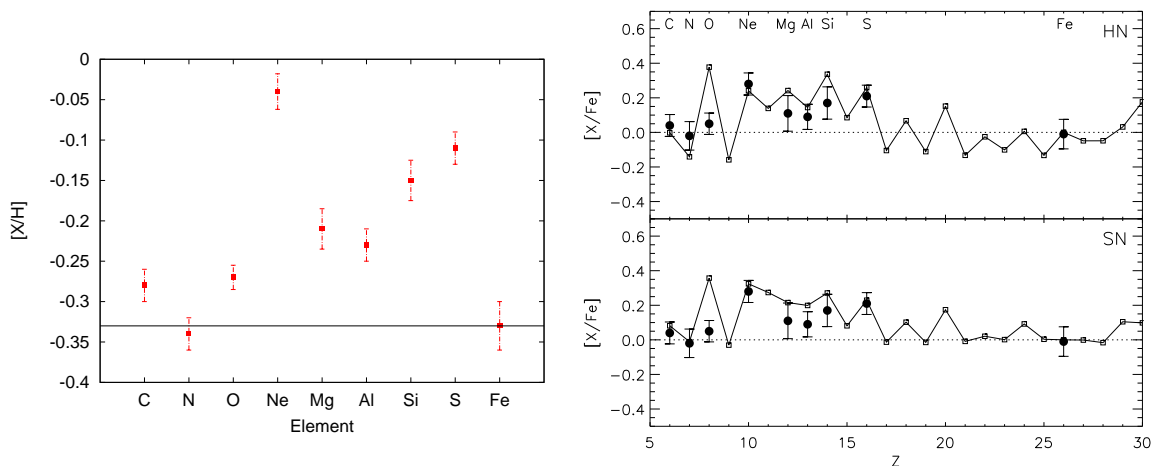 0
-0.05
-0.1
-0.15
-0.2
-0.25
-0.3
-0.35
-0.4
[X/H]
C N O Ne Mg Al Si S Fe
Element
C N O Ne Mg Al Si S Fe
HN
0.6
0.4
0.2
0.0
−0.2
−0.4
[X/Fe]
SN
0.6
0.4
0.2
0.0
−0.2
−0.4
[X/Fe]
5 10 15 20 25 30
Z